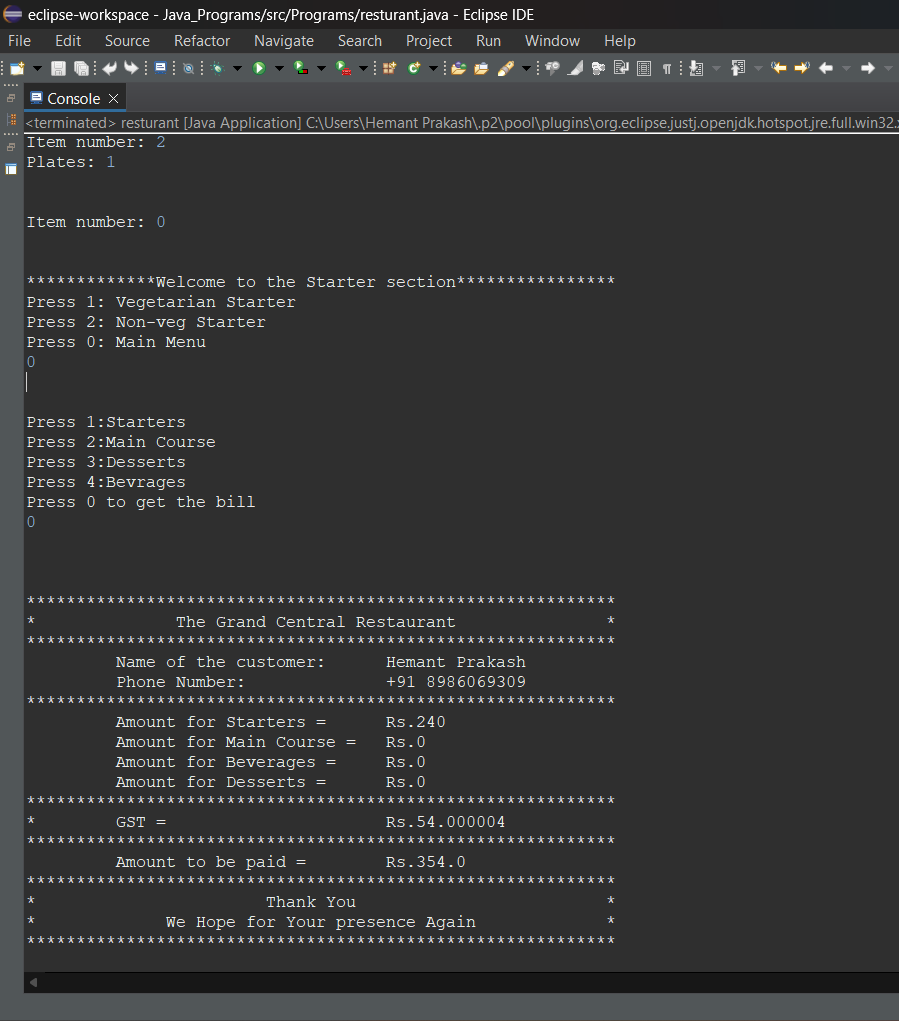 eclipse-workspace - Java_Programs/src/Programs/resturant.java - Eclipse IDE
File Edit Source Refactor Navigate Search Project Run Window Help
Console
<terminated> resturant [Java Application] C:\Users\Hemant Prakash\.p2\pool\plugins\org.eclipse.justj.openjdk.hotspot.jre.full.win32.
Item number: 2
Plates: 1
Item number: 0
*************Welcome to the Starter section****************
Press 1: Vegetarian Starter
Press 2: Non-veg Starter
Press 0: Main Menu
0
Press 1:Starters
Press 2:Main Course
Press 3:Desserts
Press 4:Bevrages
Press 0 to get the bill
0
***********************************************************
* The Grand Central Restaurant *
***********************************************************
Name of the customer: Hemant Prakash
Phone Number: +91 8986069309
***********************************************************
Amount for Starters = Rs.240
Amount for Main Course = Rs.0
Amount for Beverages = Rs.0
Amount for Desserts = Rs.0
***********************************************************
* GST = Rs.54.000004
***********************************************************
Amount to be paid = Rs.354.0
***********************************************************
* Thank You *
* We Hope for Your presence Again *
***********************************************************